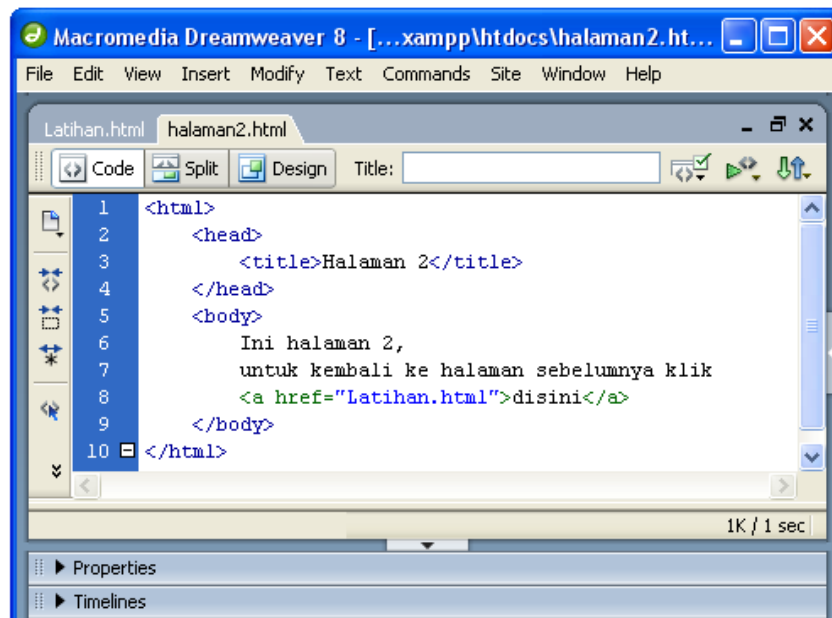 Macromedia Dreamweaver 8 - [...xampp\htdocs\halaman2.ht...
File Edit View Insert Modify Text Commands Site Window Help
Latihan.html halaman2.html
Code Split Design Title:
1 <html>
2 <head>
3 <title>Halaman 2</title>
4 </head>
5 <body>
6 Ini halaman 2,
7 untuk kembali ke halaman sebelumnya klik
8 <a href="Latihan.html">disini</a>
9 </body>
10 </html>
1K / 1 sec
Properties
Timelines